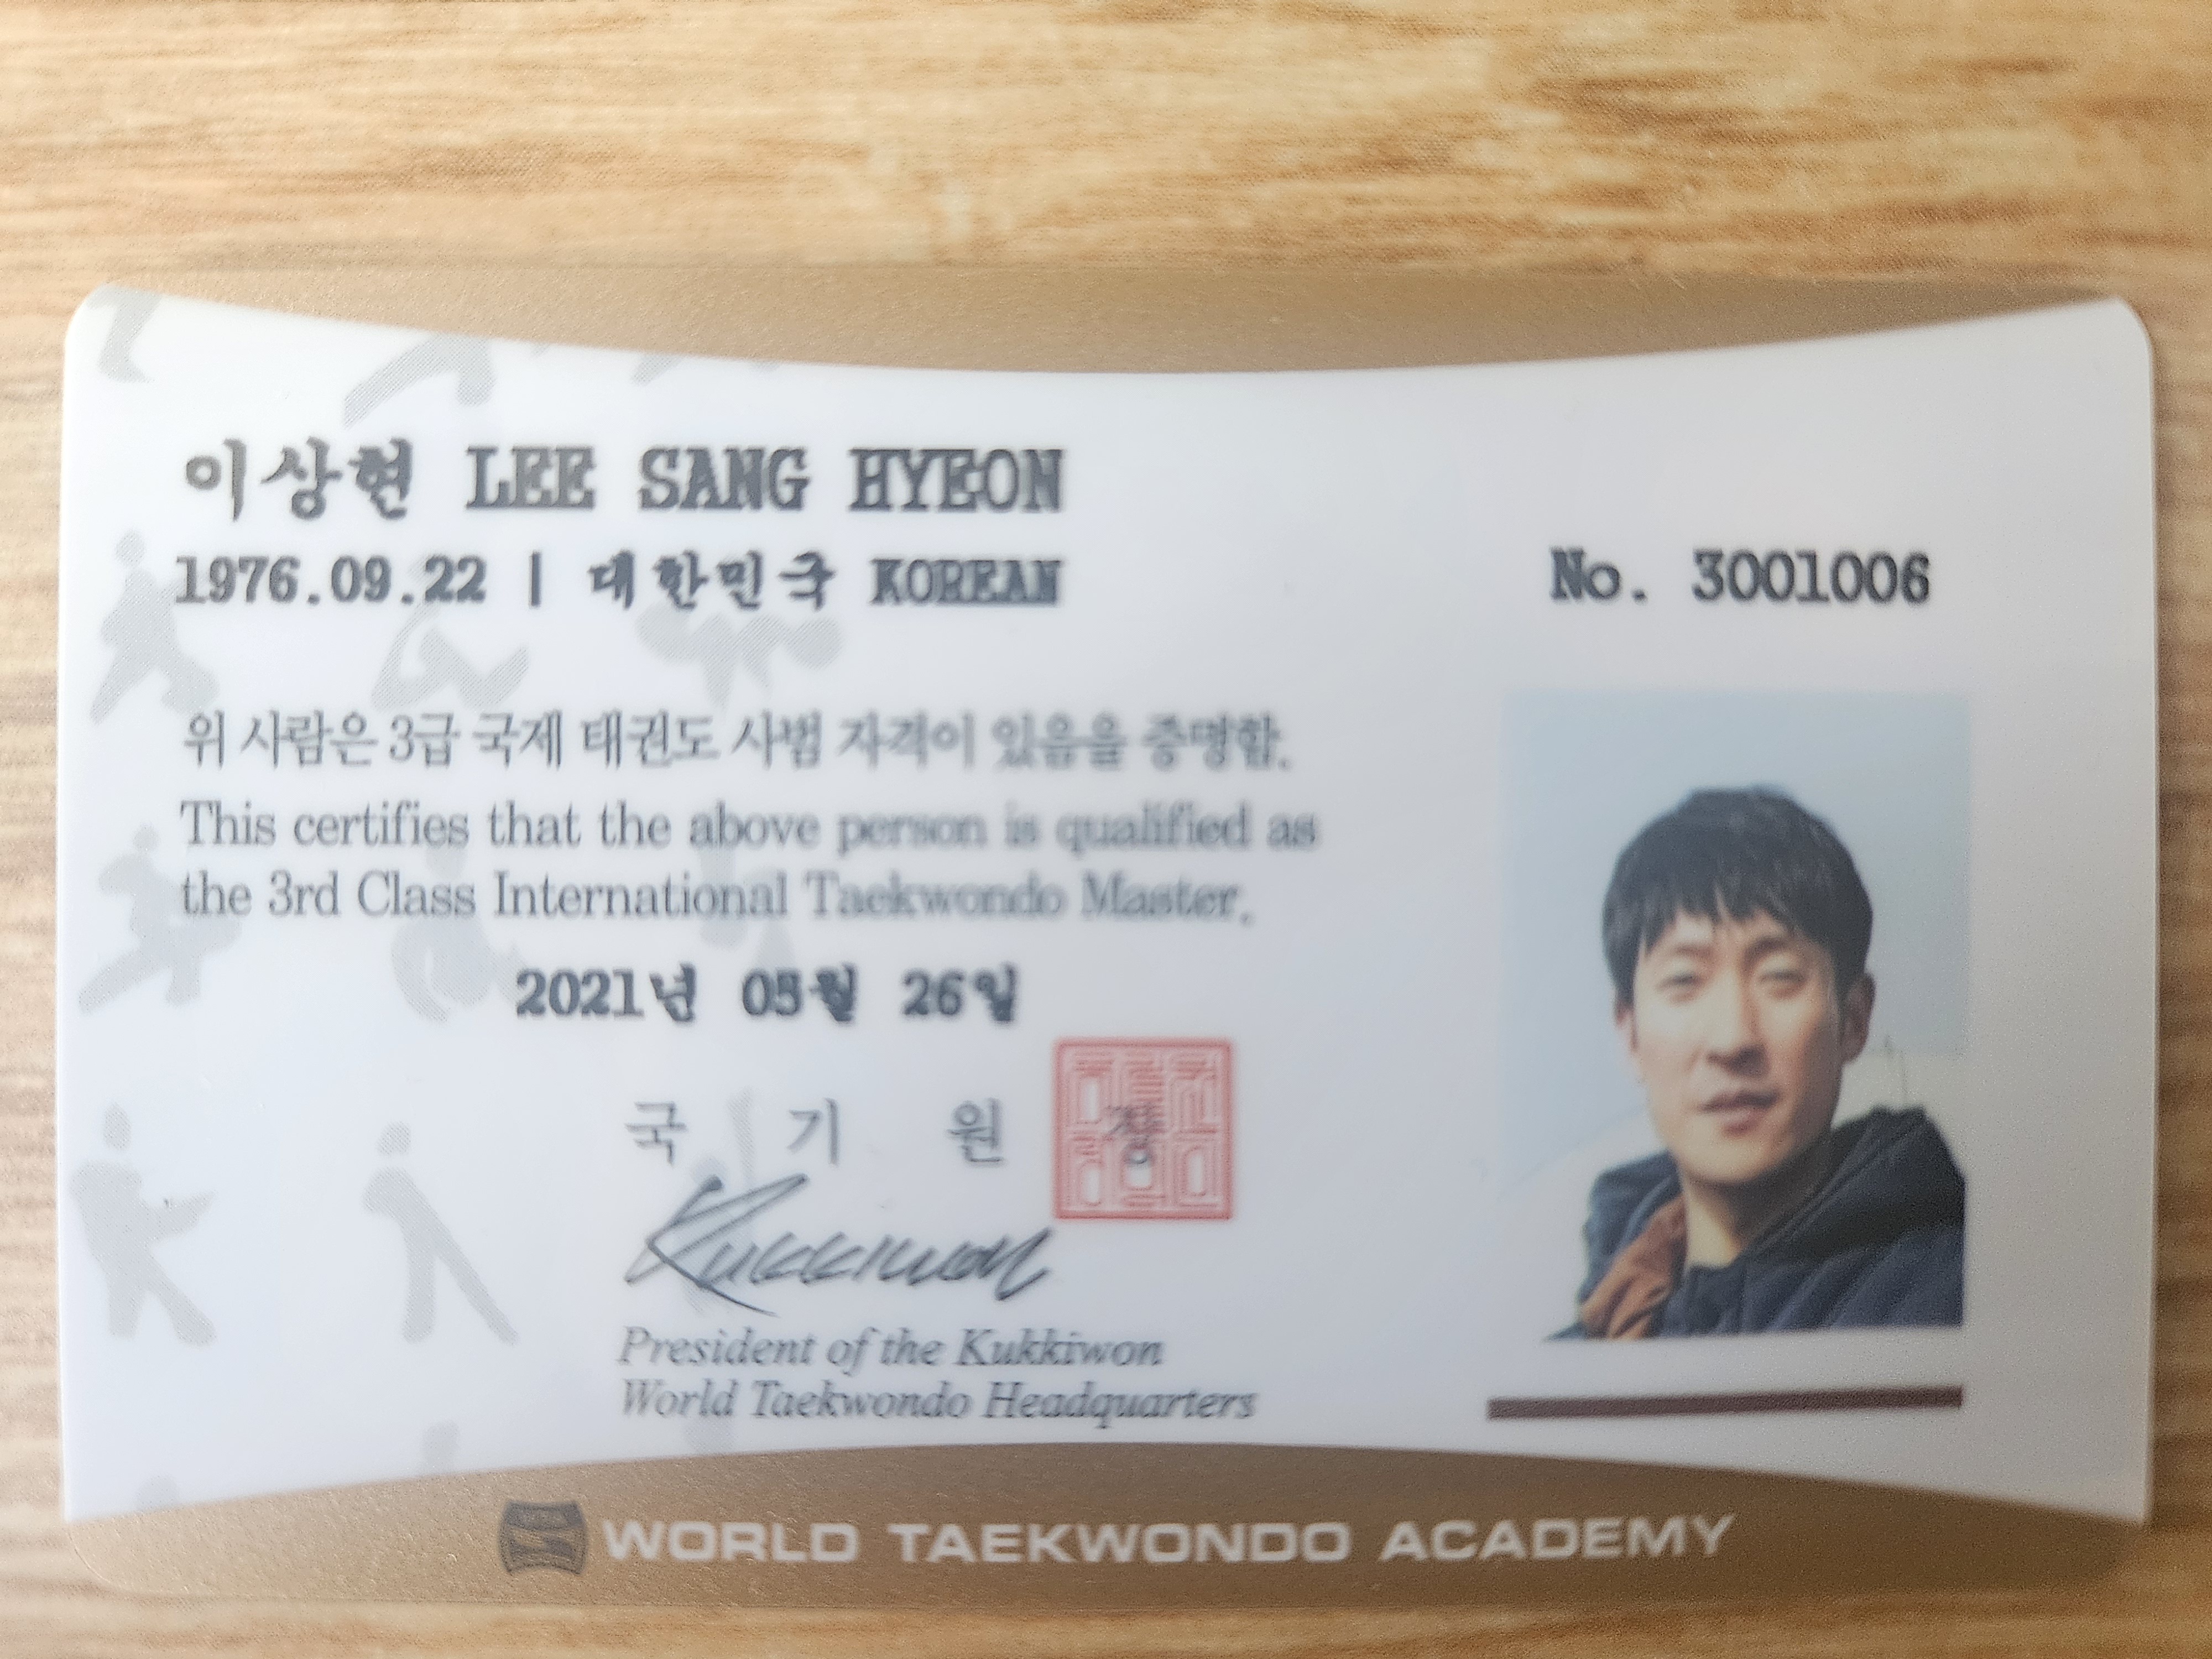 이상현 LEE SANG HYEON
1976.09.22 | 대한민국 KOREAN
No. 3001006
위 사람은 3급 국제 태권도 사범 자격이 있음을 증명함.
This certifies that the above person is qualified as
the 3rd Class International Taekwondo Master.
2021년 05월 26일
국 기 원 장
Kukkiwon
President of the Kukkiwon
World Taekwondo Headquarters
WORLD TAEKWONDO ACADEMY